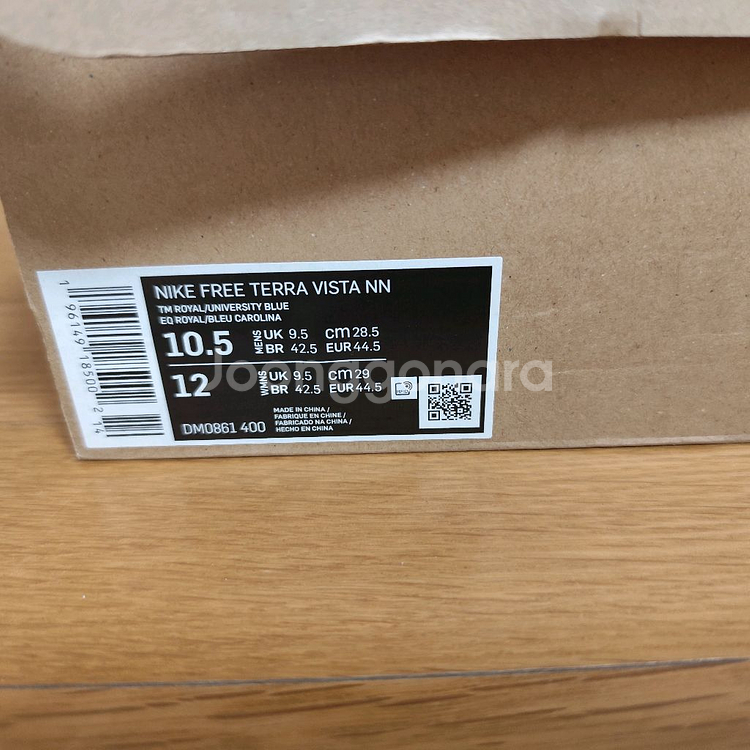 NIKE FREE TERRA VISTA NN
TM ROYAL/UNIVERSITY BLUE
EQ ROYAL/BLEU CAROLINA
10.5 MENS UK 9.5 cm 28.5
BR 42.5 EUR 44.5
12 WMNS UK 9.5 cm 29
BR 42.5 EUR 44.5
Joonggonara
DM0861 400
MADE IN CHINA /
FABRIQUE EN CHINE /
FABRICADO NA CHINA /
HECHO EN CHINA
1 96149 18500 2 14